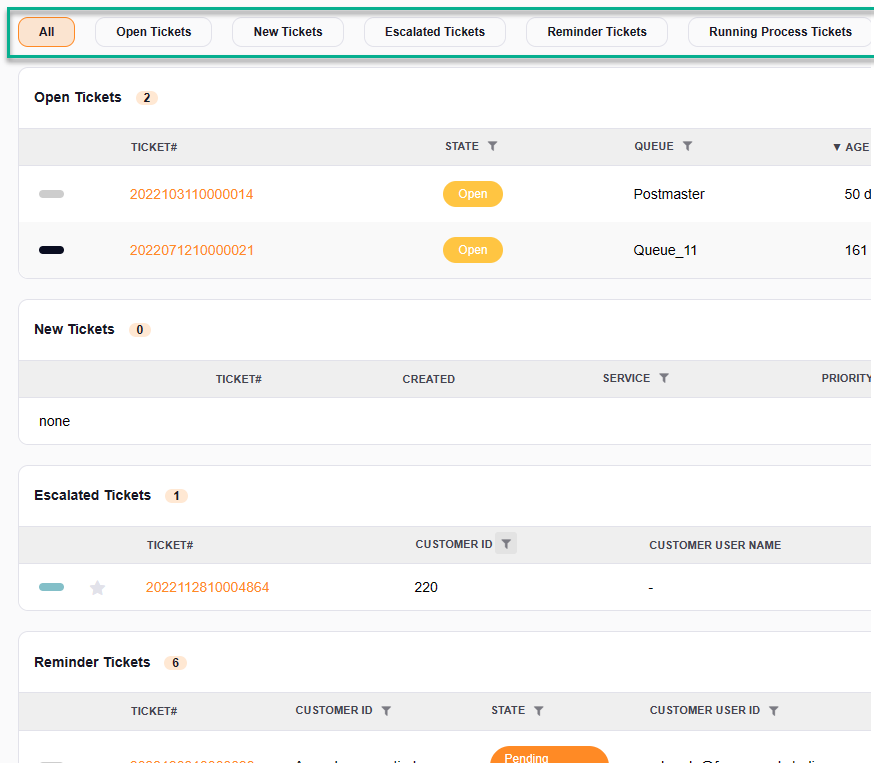 All Open Tickets New Tickets Escalated Tickets Reminder Tickets Running Process Tickets
Open Tickets 2
TICKET# STATE QUEUE ▼ AGE
2022103110000014 Open Postmaster 50 d
2022071210000021 Open Queue_11 161
New Tickets 0
TICKET# CREATED SERVICE PRIORITY
none
Escalated Tickets 1
TICKET# CUSTOMER ID CUSTOMER USER NAME
2022112810004864 220 -
Reminder Tickets 6
TICKET# CUSTOMER ID STATE CUSTOMER USER ID
Pending